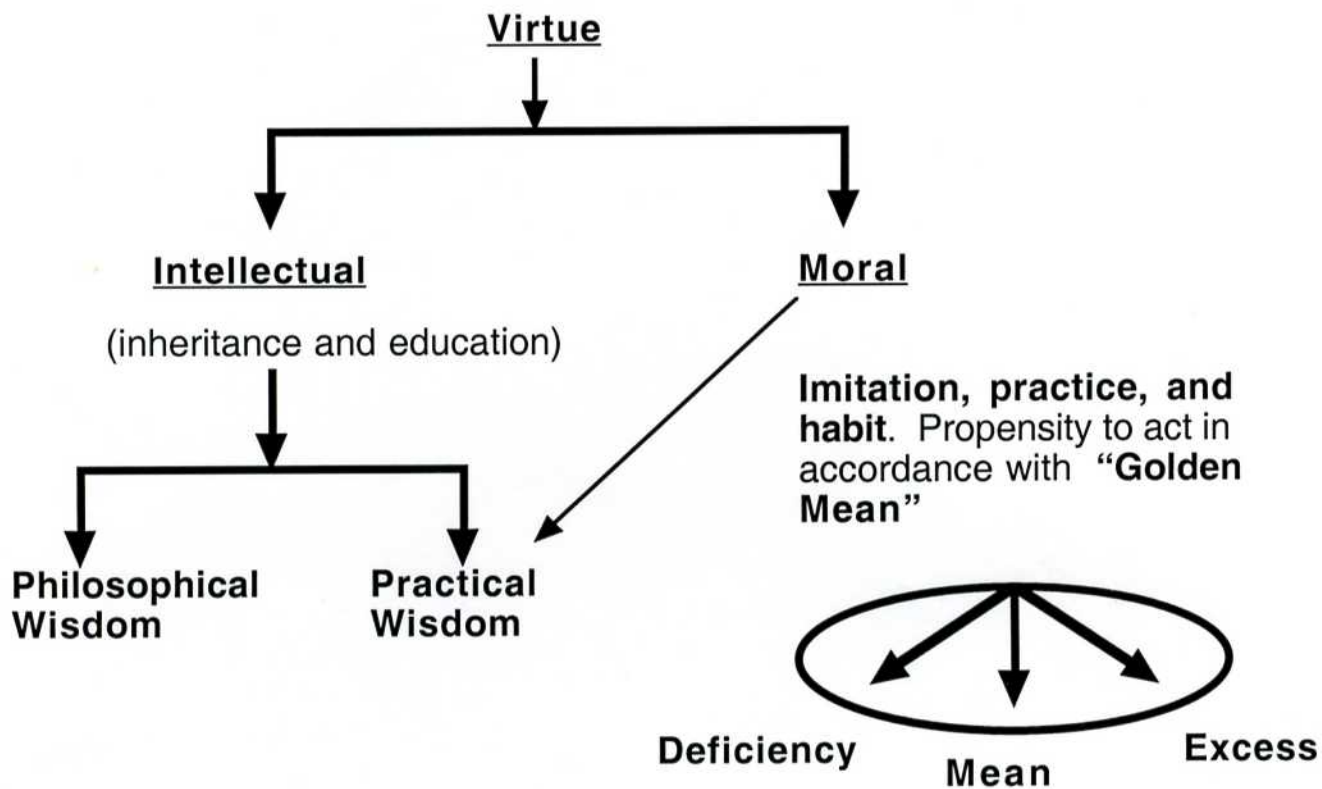 Virtue
Intellectual
Moral
(inheritance and education)
Imitation, practice, and
habit. Propensity to act in
accordance with “Golden
Mean”
Philosophical
Wisdom
Practical
Wisdom
Deficiency
Mean
Excess